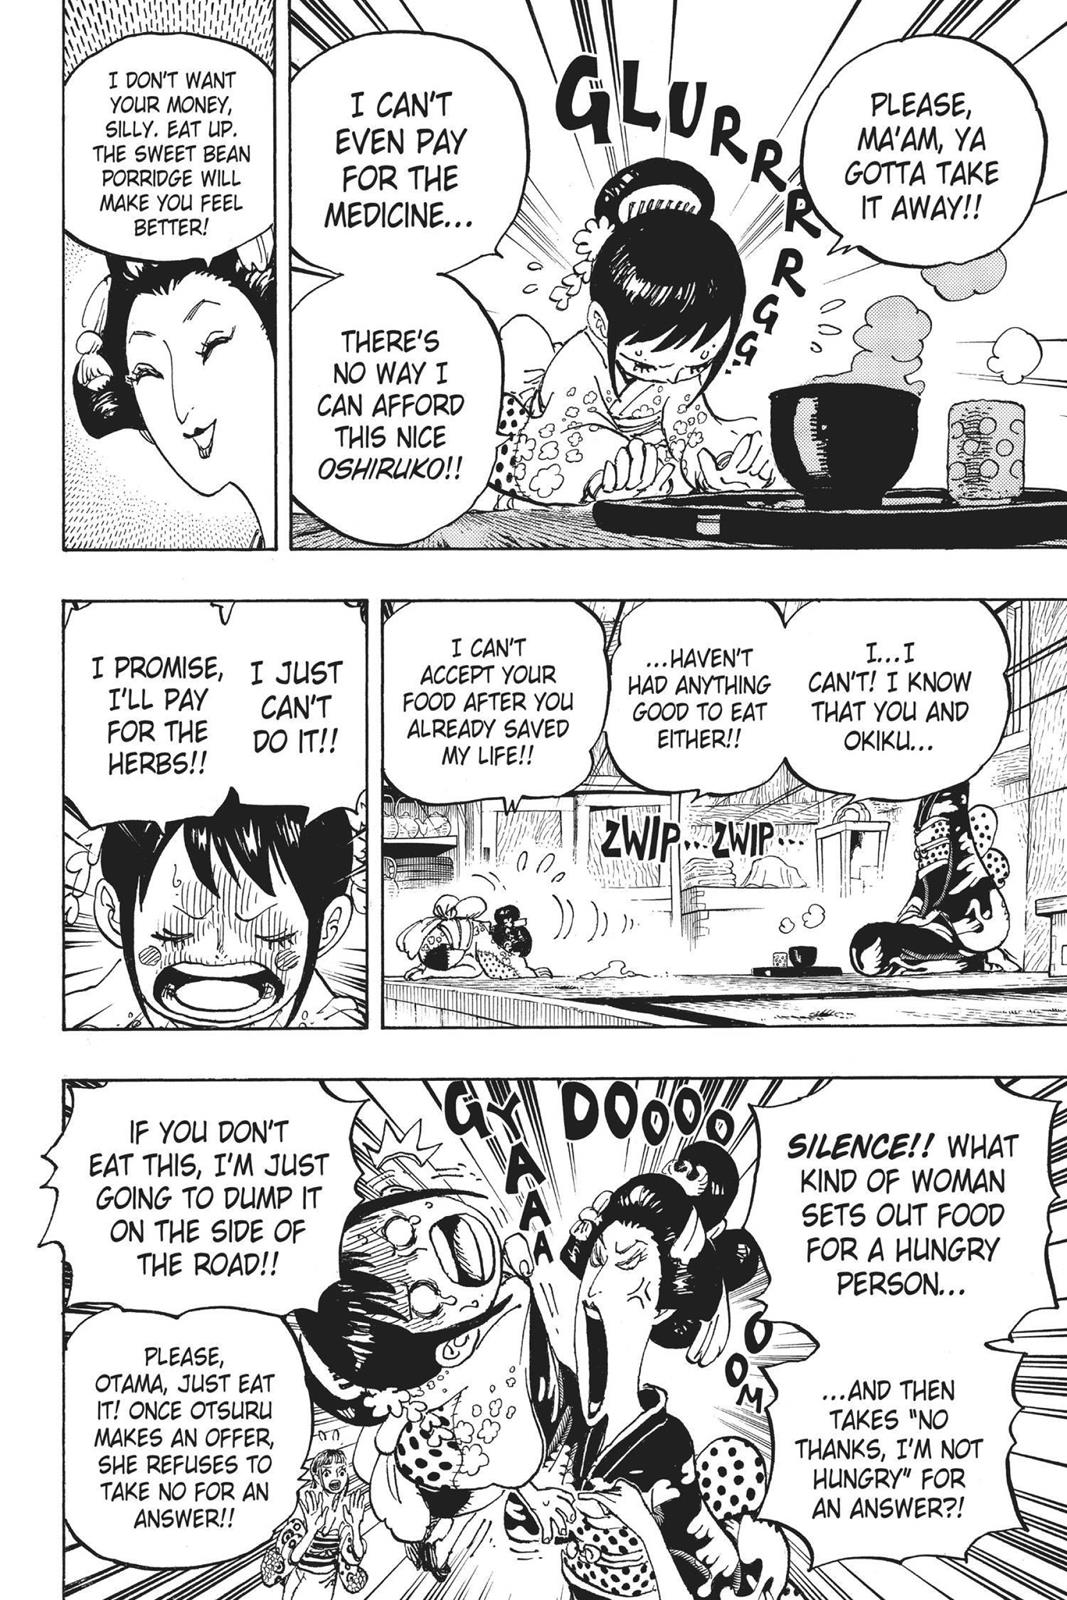 PLEASE,
MA'AM, YA
GOTTA TAKE
IT AWAY!!
GLURRRRRGGG..
I CAN'T
EVEN PAY
FOR THE
MEDICINE...
THERE'S
NO WAY I
CAN AFFORD
THIS NICE
OSHIRUKO!!
I DON'T WANT
YOUR MONEY,
SILLY. EAT UP.
THE SWEET BEAN
PORRIDGE WILL
MAKE YOU FEEL
BETTER!
I...I
CAN'T! I KNOW
THAT YOU AND
OKIKU...
...HAVEN'T
HAD ANYTHING
GOOD TO EAT
EITHER!!
I CAN'T
ACCEPT YOUR
FOOD AFTER YOU
ALREADY SAVED
MY LIFE!!
ZWIP.. ZWIP...
I JUST
CAN'T
DO IT!!
I PROMISE,
I'LL PAY
FOR THE
HERBS!!
SILENCE!! WHAT
KIND OF WOMAN
SETS OUT FOOD
FOR A HUNGRY
PERSON...
...AND THEN
TAKES "NO
THANKS, I'M NOT
HUNGRY" FOR
AN ANSWER?!
DOOOOOOM
GYAAAA
IF YOU DON'T
EAT THIS, I'M JUST
GOING TO DUMP IT
ON THE SIDE OF
THE ROAD!!
PLEASE,
OTAMA, JUST EAT
IT! ONCE OTSURU
MAKES AN OFFER,
SHE REFUSES TO
TAKE NO FOR AN
ANSWER!!